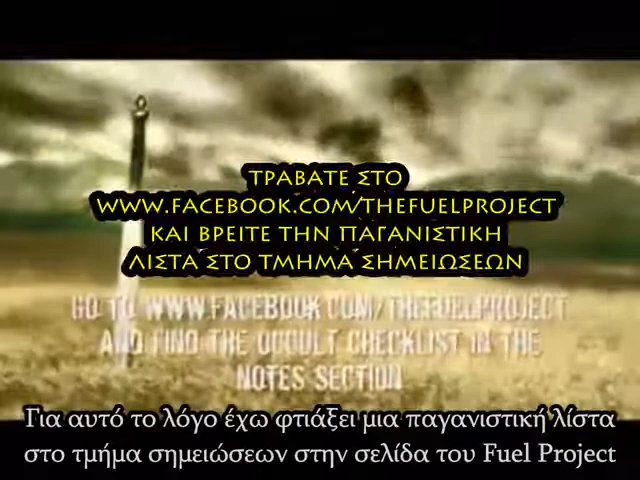 ΤΡΑΒΑΤΕ ΣΤΟ
WWW.FACEBOOK.COM/THEFUELPROJECT
ΚΑΙ ΒΡΕΙΤΕ ΤΗΝ ΠΑΓΑΝΙΣΤΙΚΗ
ΛΙΣΤΑ ΣΤΟ ΤΜΗΜΑ ΣΗΜΕΙΩΣΕΩΝ
GO TO WWW.FACEBOOK.COM/THEFUELPROJECT
AND FIND THE OCCULT CHECKLIST IN THE
NOTES SECTION
Για αυτό το λόγο έχω φτιάξει μια παγανιστική λίστα
στο τμήμα σημειώσεων στην σελίδα του Fuel Project